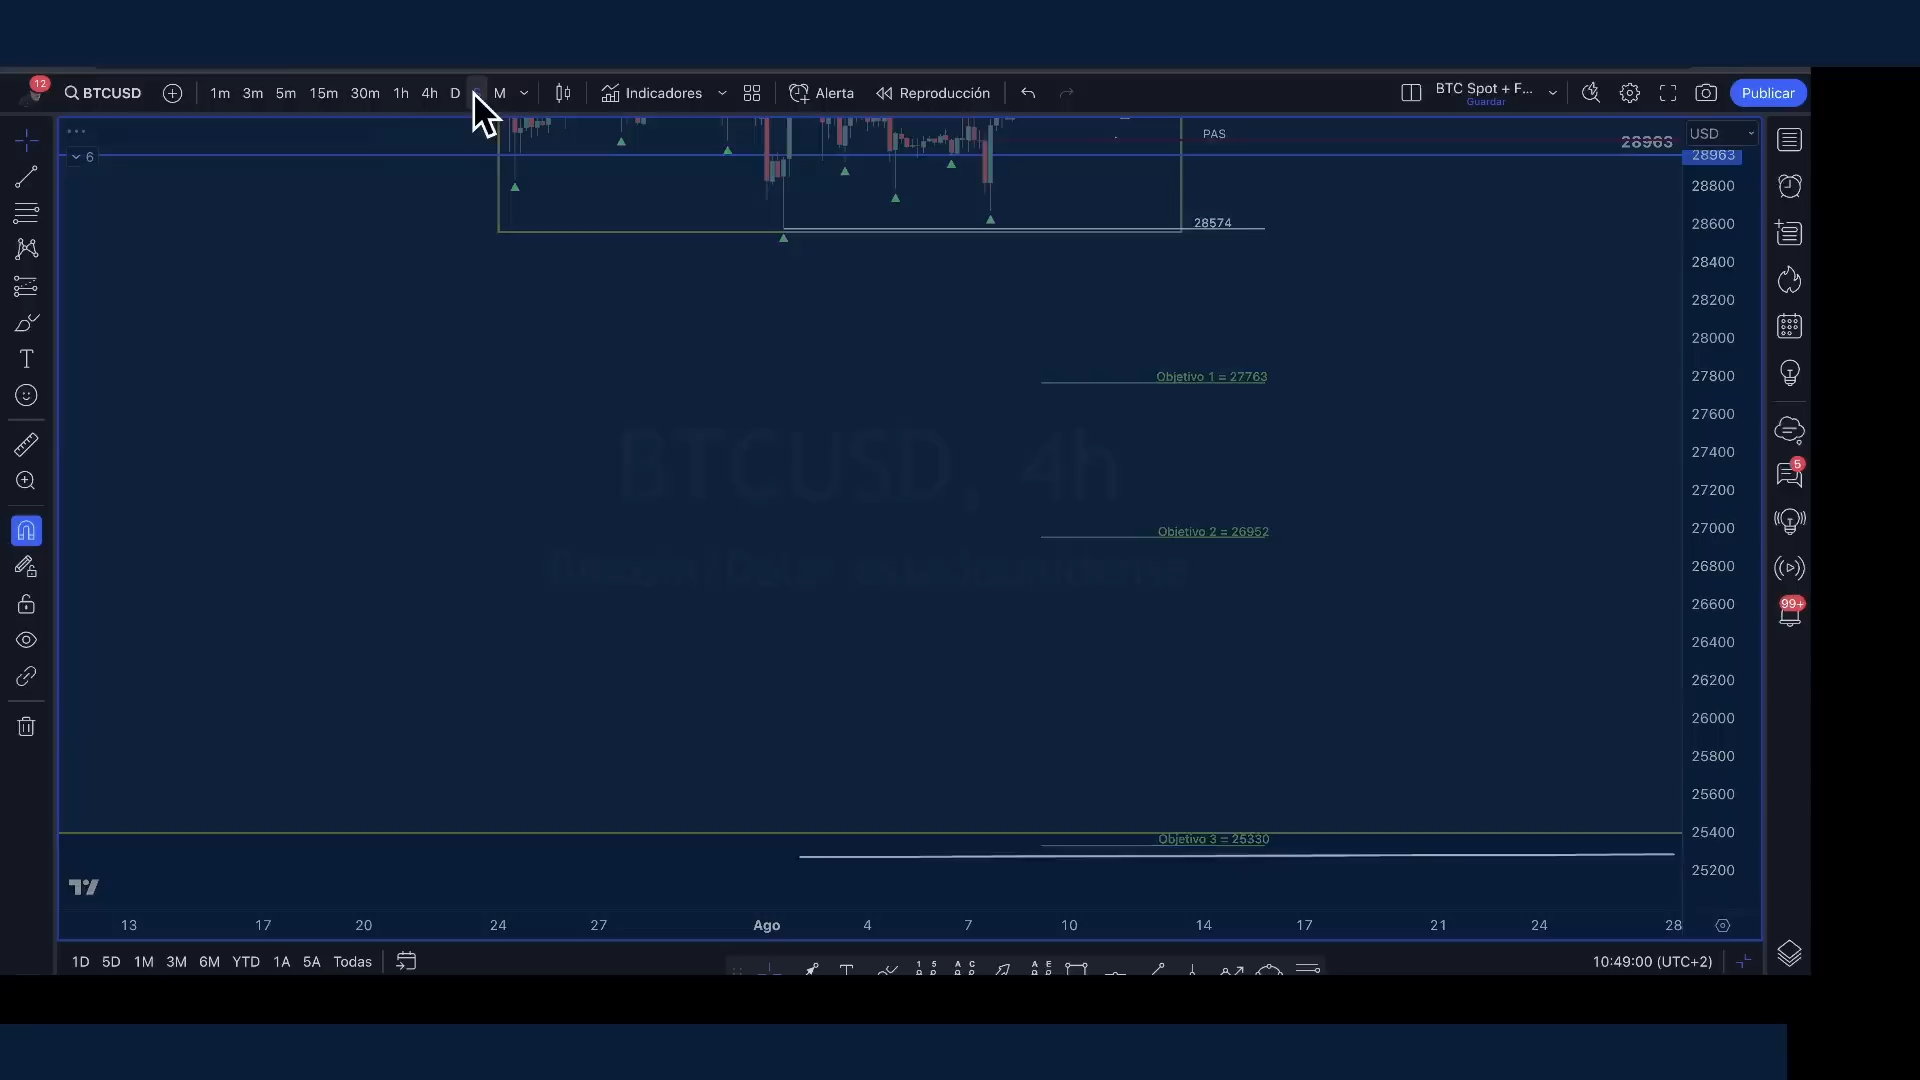 12
BTCUSD 1m 3m 5m 15m 30m 1h 4h D M Indicadores Alerta Reproducción BTC Spot + F... Publicar
Guardar
PAS
28963
USD
6
28963
28800
28574
28600
28400
28200
28000
Objetivo 1 = 27763
27800
27600
BTCUSD, 4h
27400
5
27200
Objetivo 2 = 26952
27000
26800
99+
26600
26400
26200
26000
25800
25600
25400
Objetivo 3 = 25330
25200
13 17 20 24 27 Ago 4 7 10 14 17 21 24 28
1D 5D 1M 3M 6M YTD 1A 5A Todas
10:49:00 (UTC+2)